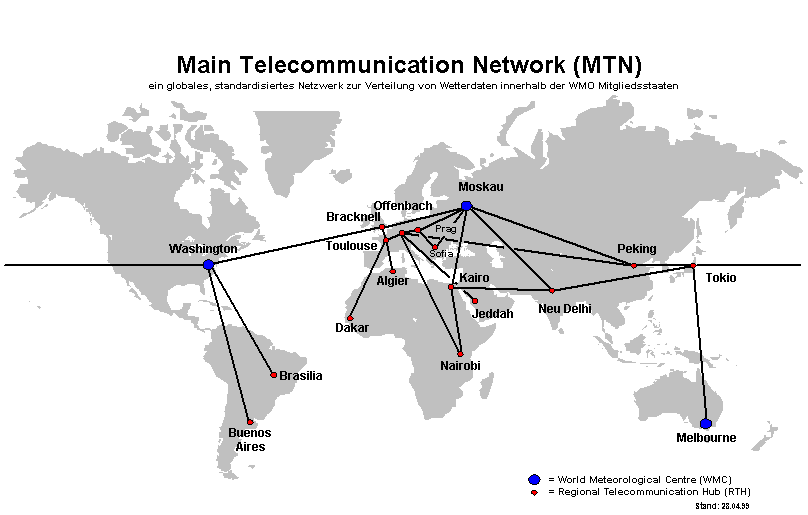 Main Telecommunication Network (MTN)
ein globales, standardisiertes Netzwerk zur Verteilung von Wetterdaten innerhalb der WMO Mitgliedsstaaten
Moskau
Offenbach
Bracknell
Prag
Toulouse
Washington
Sofia
Peking
Algier
Kairo
Tokio
Jeddah
Neu Delhi
Dakar
Nairobi
Brasilia
Buenos
Aires
Melbourne
= World Meteorological Centre (WMC)
= Regional Telecommunication Hub (RTH)
Stand: 28.04.99